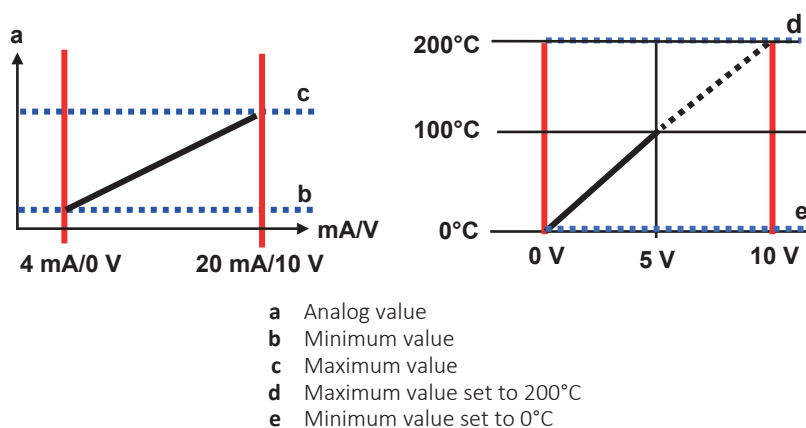 a
c
b
mA/V
4 mA/0 V
20 mA/10 V
200°C
d
100°C
0°C
e
0 V
5 V
10 V
a Analog value
b Minimum value
c Maximum value
d Maximum value set to 200°C
e Minimum value set to 0°C